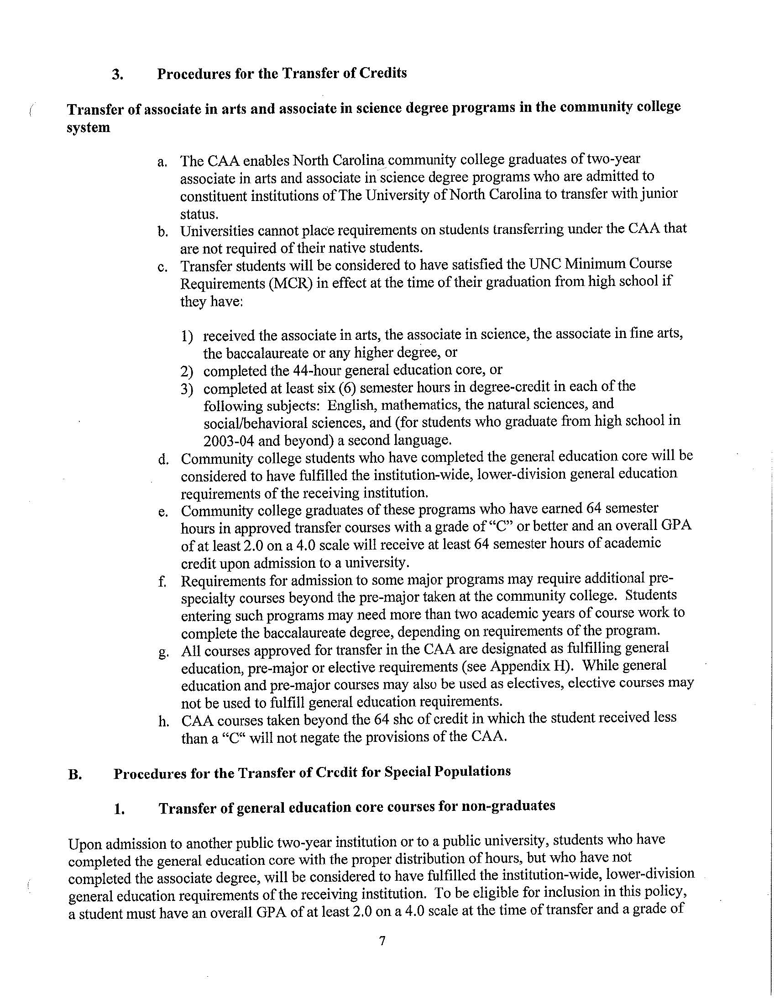 3. Procedures for the Transfer of Credits
Transfer of associate in arts and associate in science degree programs in the community college
system
a. The CAA enables North Carolina community college graduates of two-year
associate in arts and associate in science degree programs who are admitted to
constituent institutions of The University of North Carolina to transfer with junior
status.
b. Universities cannot place requirements on students transferring under the CAA that
are not required of their native students.
c. Transfer students will be considered to have satisfied the UNC Minimum Course
Requirements (MCR) in effect at the time of their graduation from high school if
they have:
1) received the associate in arts, the associate in science, the associate in fine arts,
the baccalaureate or any higher degree, or
2) completed the 44-hour general education core, or
3) completed at least six (6) semester hours in degree-credit in each of the
following subjects: English, mathematics, the natural sciences, and
social/behavioral sciences, and (for students who graduate from high school in
2003-04 and beyond) a second language.
d. Community college students who have completed the general education core will be
considered to have fulfilled the institution-wide, lower-division general education
requirements of the receiving institution.
e. Community college graduates of these programs who have earned 64 semester
hours in approved transfer courses with a grade of “C” or better and an overall GPA
of at least 2.0 on a 4.0 scale will receive at least 64 semester hours of academic
credit upon admission to a university.
f. Requirements for admission to some major programs may require additional pre-
specialty courses beyond the pre-major taken at the community college. Students
entering such programs may need more than two academic years of course work to
complete the baccalaureate degree, depending on requirements of the program.
g. All courses approved for transfer in the CAA are designated as fulfilling general
education, pre-major or elective requirements (see Appendix H). While general
education and pre-major courses may also be used as electives, elective courses may
not be used to fulfill general education requirements.
h. CAA courses taken beyond the 64 shc of credit in which the student received less
than a “C“ will not negate the provisions of the CAA.
B. Procedures for the Transfer of Credit for Special Populations
1. Transfer of general education core courses for non-graduates
Upon admission to another public two-year institution or to a public university, students who have
completed the general education core with the proper distribution of hours, but who have not
completed the associate degree, will be considered to have fulfilled the institution-wide, lower-division
general education requirements of the receiving institution. To be eligible for inclusion in this policy,
a student must have an overall GPA of at least 2.0 on a 4.0 scale at the time of transfer and a grade of
7